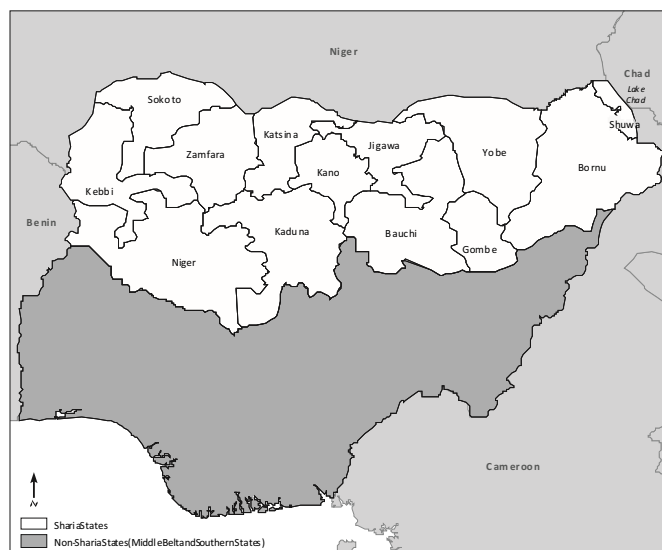 Niger
Chad
Lake
Chad
Sokoto
Shuwa
Katsina
Jigawa
Zamfara
Yobe
Kano
Bornu
Kebbi
Benin
Kaduna
Bauchi
Gombe
Niger
Cameroon
N
ShariaStates
Non-ShariaStates(MiddleBeltandSouthernStates)